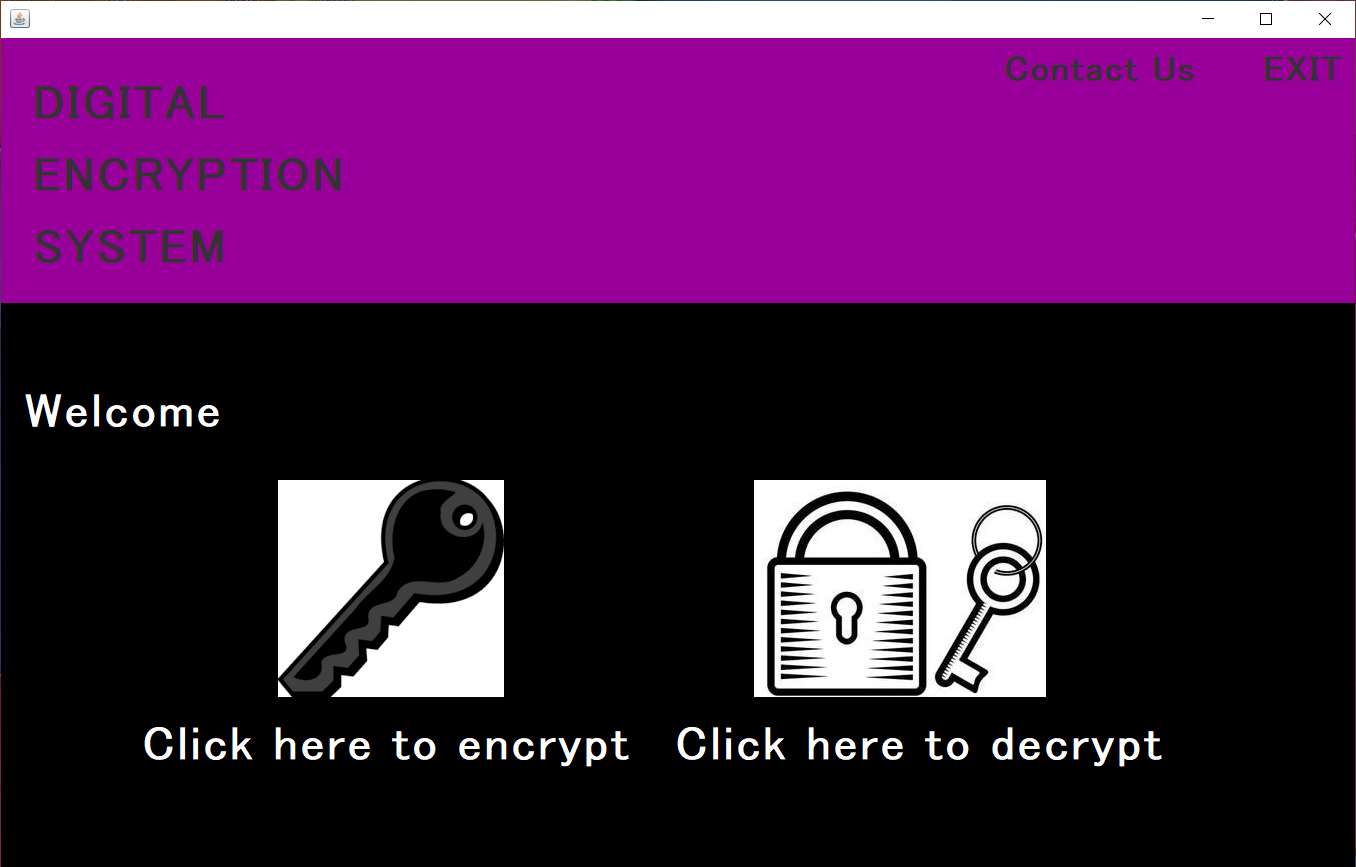 Contact Us EXIT
DIGITAL
ENCRYPTION
SYSTEM
Welcome
Click here to encrypt
Click here to decrypt